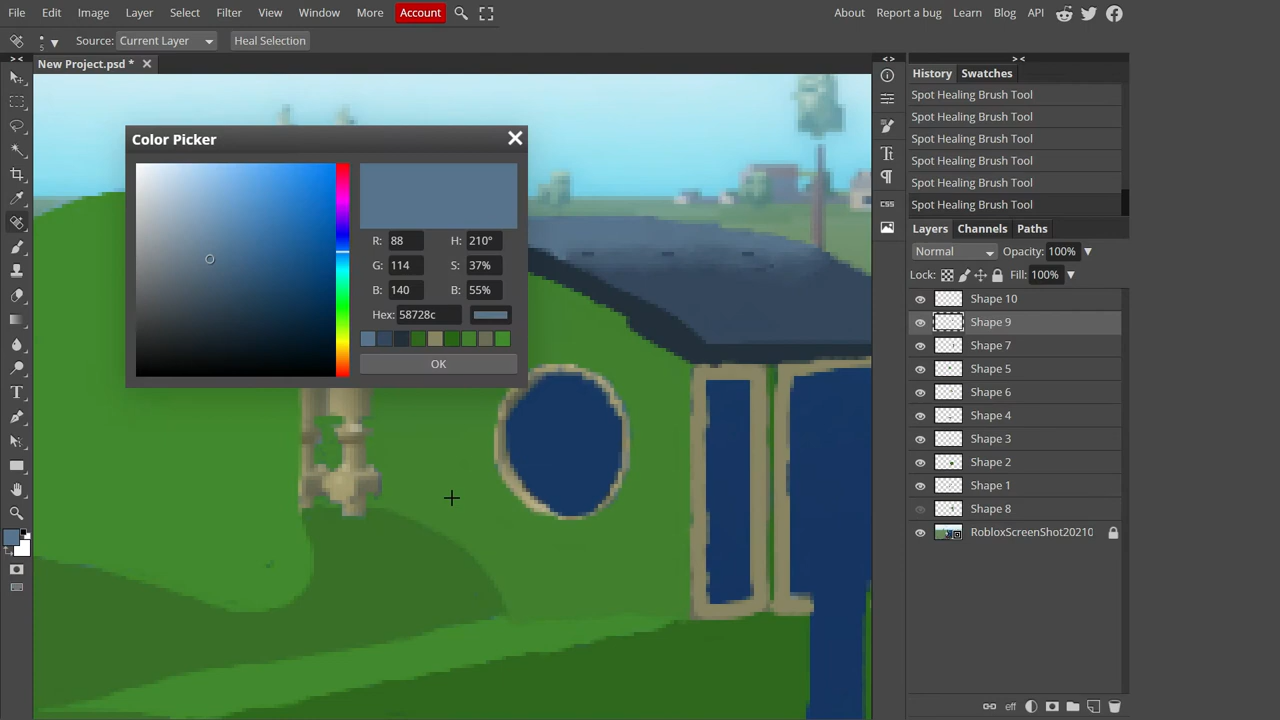 File Edit Image Layer Select Filter View Window More Account About Report a bug Learn Blog API
5 Source: Current Layer Heal Selection
New Project.psd *
Color Picker
R: 88 H: 210°
G: 114 S: 37%
B: 140 B: 55%
Hex: 58728c
OK
> < < > > <
History Swatches
Spot Healing Brush Tool
Spot Healing Brush Tool
Spot Healing Brush Tool
Spot Healing Brush Tool
Spot Healing Brush Tool
Spot Healing Brush Tool
CSS
Layers Channels Paths
Normal Opacity: 100%
Lock: Fill: 100%
Shape 10
Shape 9
Shape 7
Shape 5
Shape 6
Shape 4
Shape 3
Shape 2
Shape 1
Shape 8
RobloxScreenShot20210
eff